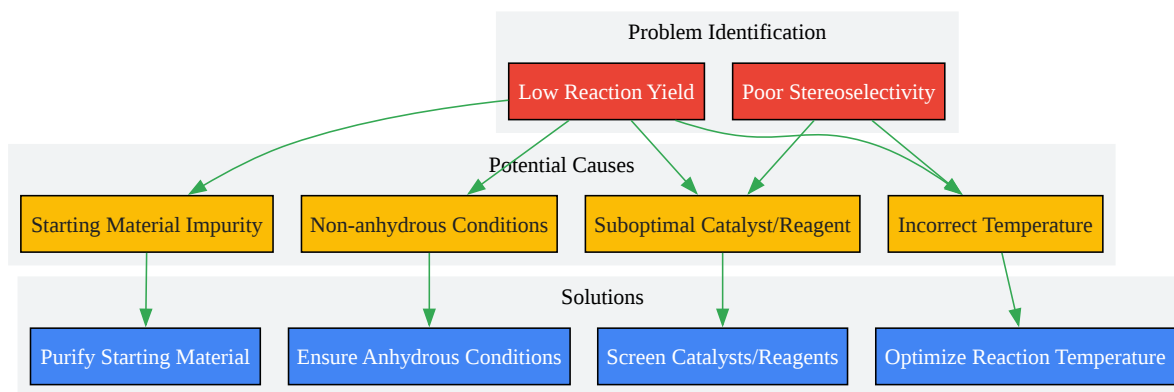 Problem Identification
Low Reaction Yield
Poor Stereoselectivity
Potential Causes
Starting Material Impurity
Non-anhydrous Conditions
Suboptimal Catalyst/Reagent
Incorrect Temperature
Solutions
Purify Starting Material
Ensure Anhydrous Conditions
Screen Catalysts/Reagents
Optimize Reaction Temperature